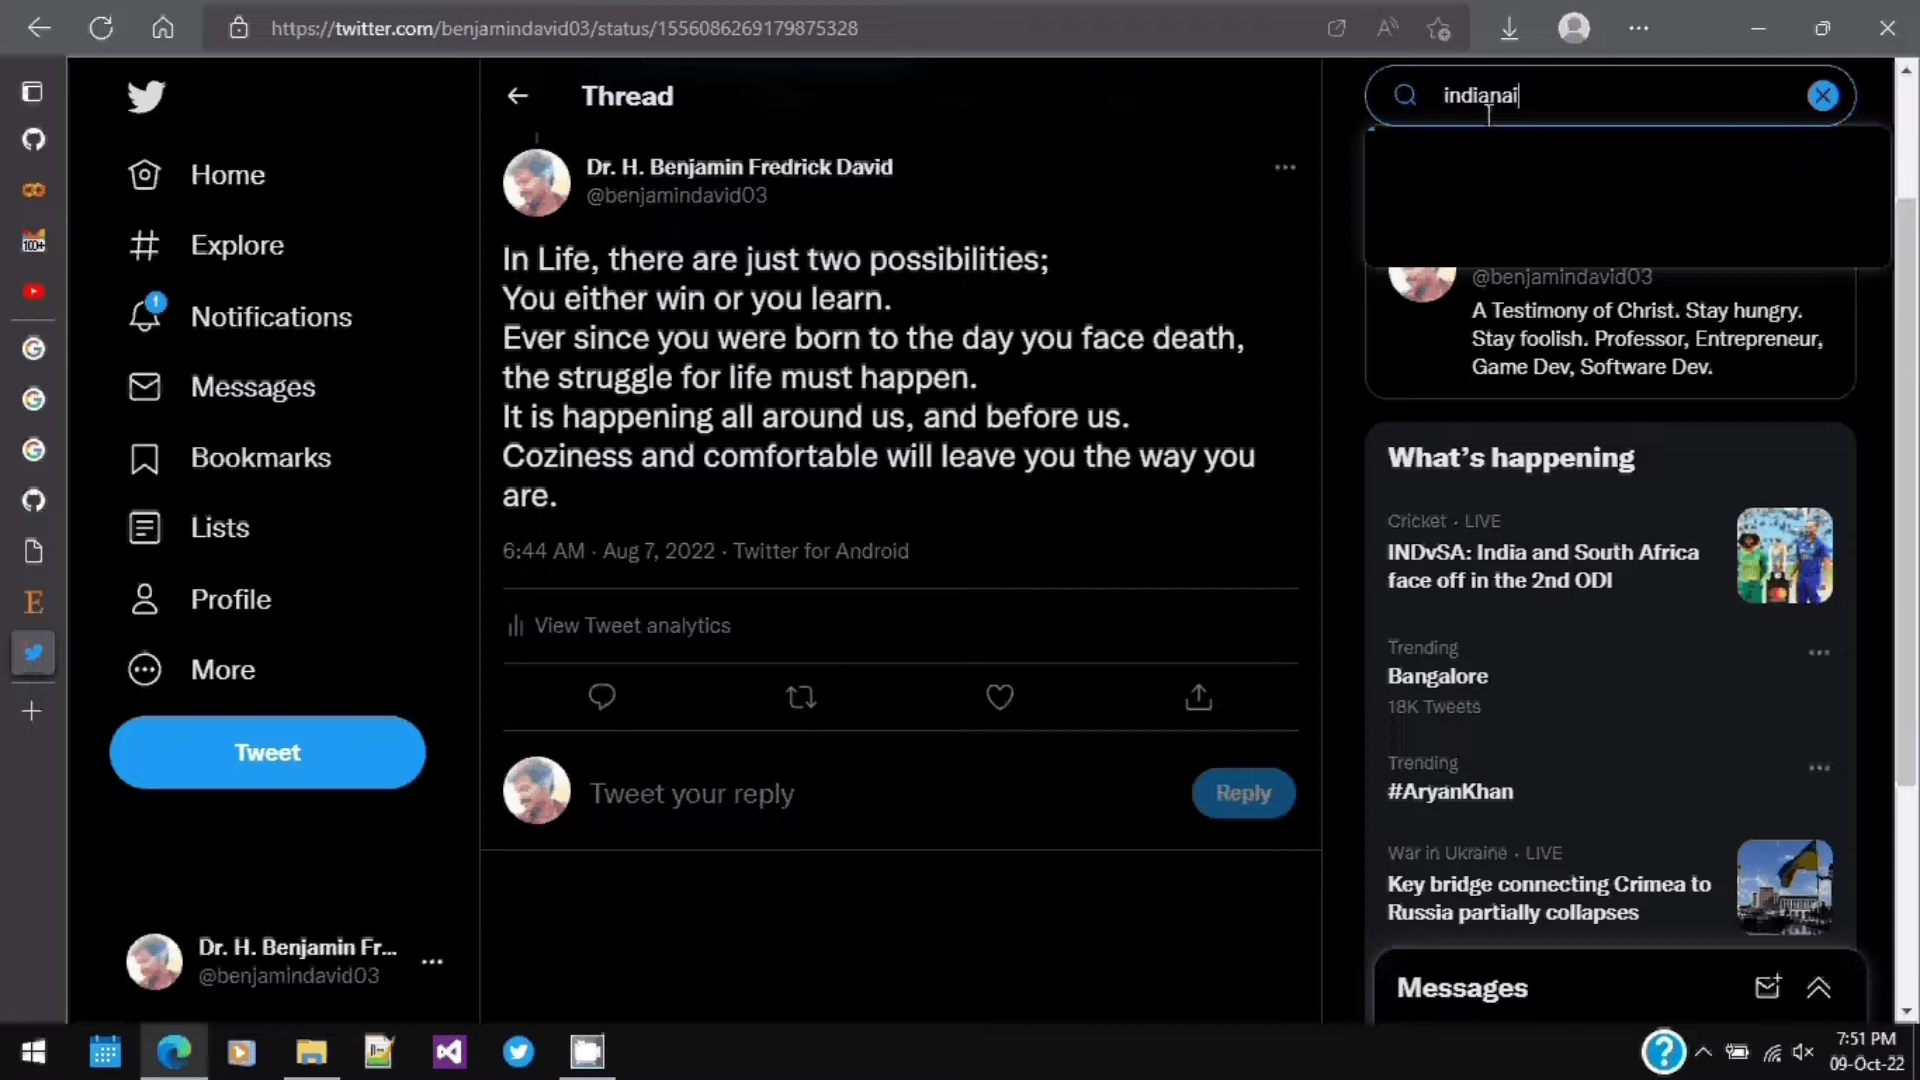 https://twitter.com/benjamindavid03/status/1556086269179875328
Home
Explore
1
Notifications
Messages
Bookmarks
Lists
Profile
More
Tweet
Dr. H. Benjamin Fr...
@benjamindavid03
Thread
Dr. H. Benjamin Fredrick David
@benjamindavid03
In Life, there are just two possibilities;
You either win or you learn.
Ever since you were born to the day you face death,
the struggle for life must happen.
It is happening all around us, and before us.
Coziness and comfortable will leave you the way you
are.
6:44 AM · Aug 7, 2022 · Twitter for Android
View Tweet analytics
Tweet your reply
Reply
indianai
@benjamindavid03
A Testimony of Christ. Stay hungry.
Stay foolish. Professor, Entrepreneur,
Game Dev, Software Dev.
What's happening
Cricket · LIVE
INDvSA: India and South Africa
face off in the 2nd ODI
Trending
Bangalore
18K Tweets
Trending
#AryanKhan
War in Ukraine · LIVE
Key bridge connecting Crimea to
Russia partially collapses
Messages
100+
E
7:51 PM
09-Oct-22